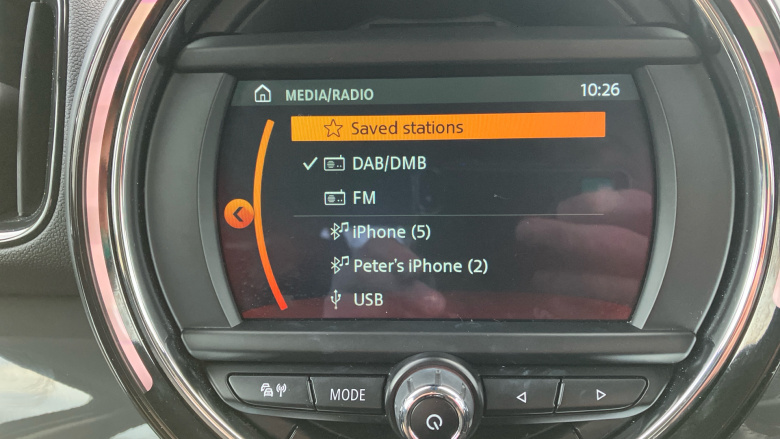 MEDIA/RADIO 10:26
Saved stations
DAB/DMB
FM
iPhone (5)
Peter's iPhone (2)
USB
MODE